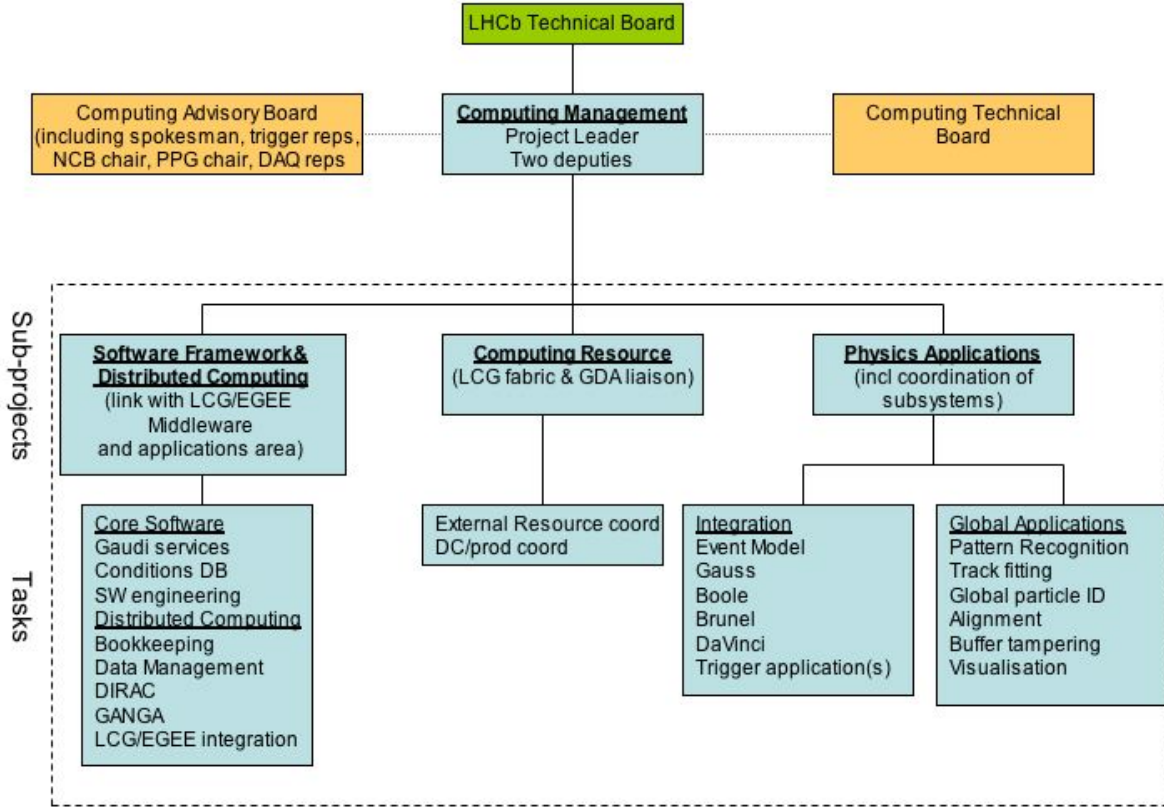 LHCb Technical Board
Computing Advisory Board
(including spokesman, trigger reps,
NCB chair, PPG chair, DAQ reps
Computing Management
Project Leader
Two deputies
Computing Technical
Board
Sub-projects
Software Framework&
Distributed Computing
(link with LCG/EGEE
Middleware
and applications area)
Computing Resource
(LCG fabric & GDA liaison)
Physics Applications
(incl coordination of
subsystems)
Tasks
Core Software
Gaudi services
Conditions DB
SW engineering
Distributed Computing
Bookkeeping
Data Management
DIRAC
GANGA
LCG/EGEE integration
External Resource coord
DC/prod coord
Integration
Event Model
Gauss
Boole
Brunel
DaVinci
Trigger application(s)
Global Applications
Pattern Recognition
Track fitting
Global particle ID
Alignment
Buffer tampering
Visualisation